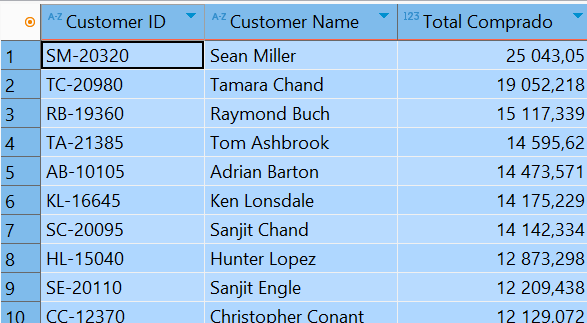 A-Z Customer ID A-Z Customer Name 123 Total Comprado
1 SM-20320 Sean Miller 25 043,05
2 TC-20980 Tamara Chand 19 052,218
3 RB-19360 Raymond Buch 15 117,339
4 TA-21385 Tom Ashbrook 14 595,62
5 AB-10105 Adrian Barton 14 473,571
6 KL-16645 Ken Lonsdale 14 175,229
7 SC-20095 Sanjit Chand 14 142,334
8 HL-15040 Hunter Lopez 12 873,298
9 SE-20110 Sanjit Engle 12 209,438
10 CC-12370 Christopher Conant 12 129,072